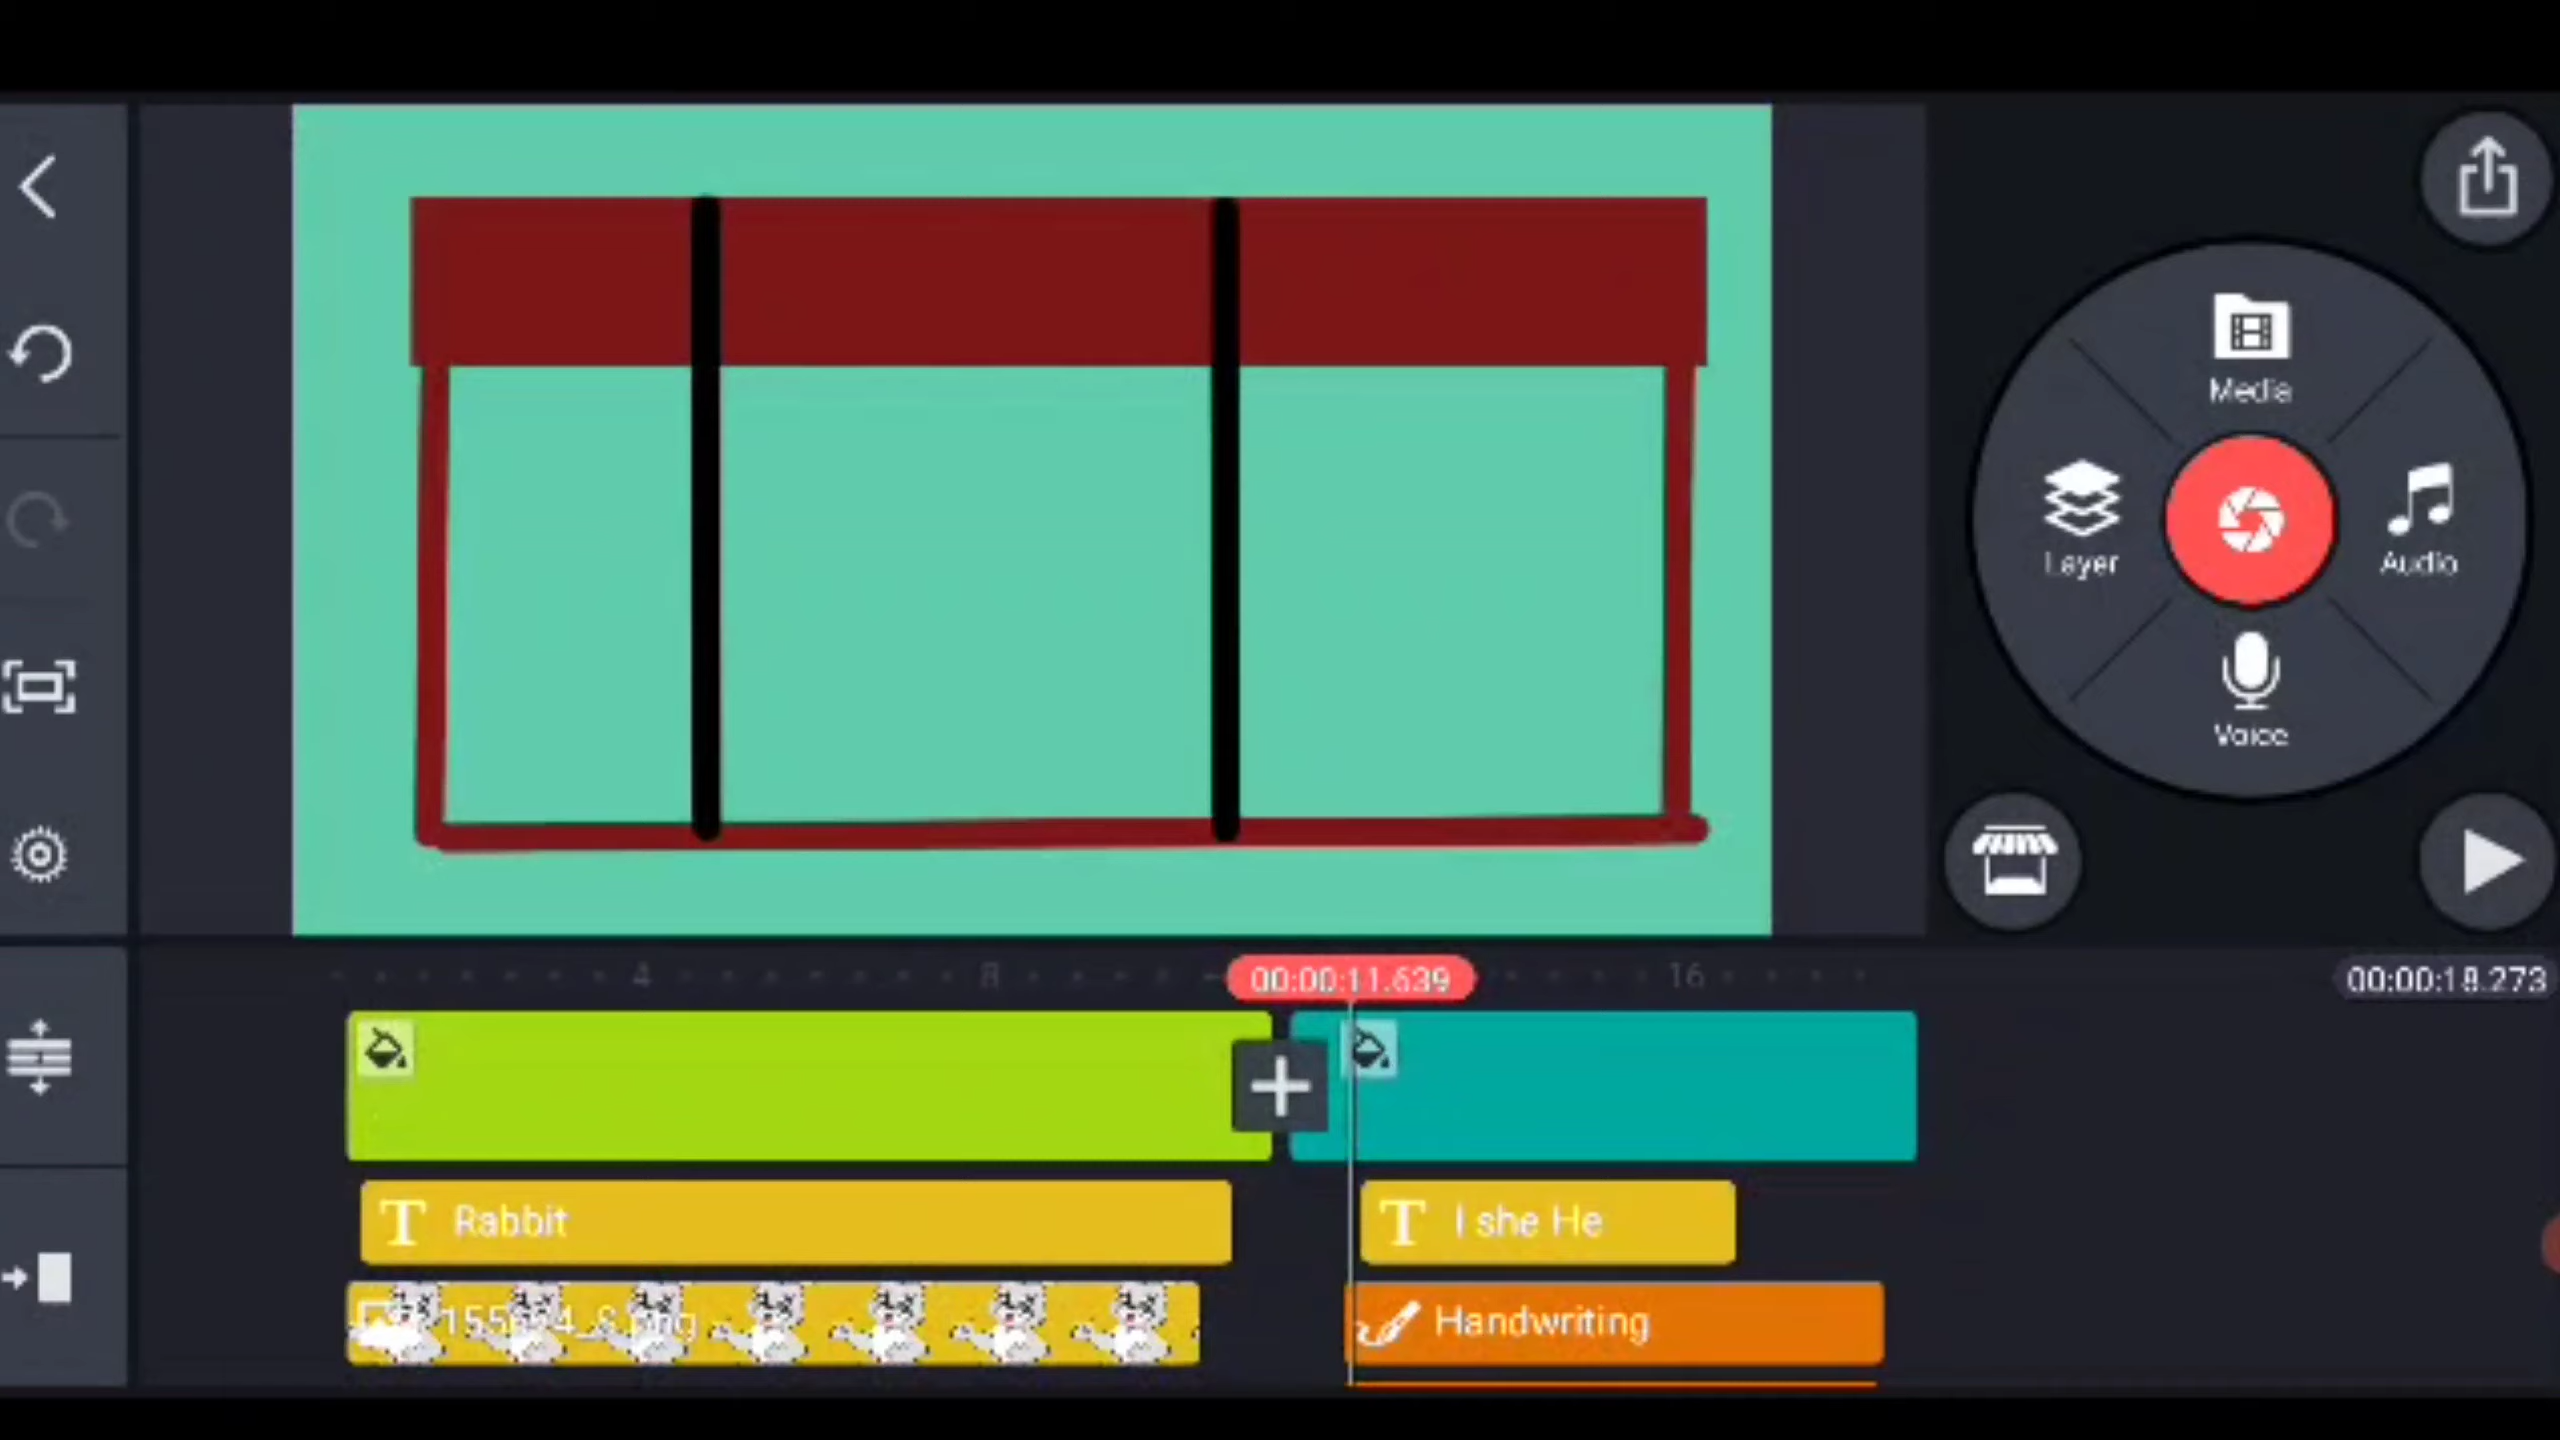 Media
Layer
Audio
Voice
4
8
00:00:11.639
16
00:00:18.273
Rabbit
I she He
Handwriting